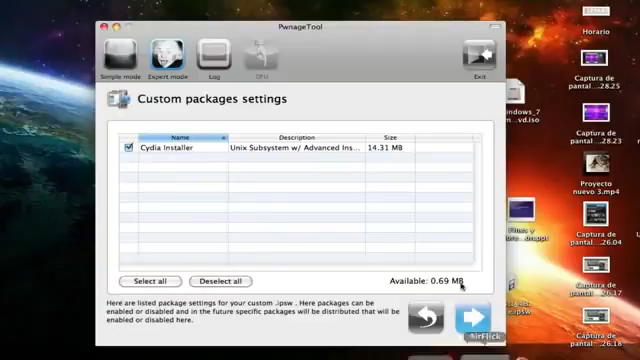 PwnageTool
Simple mode
Expert mode
Log
Exit
Custom packages settings
Name
Description
Size
Cydia Installer
Unix Subsystem w/ Advanced Ins...
14.31 MB
Select all
Deselect all
Available: 0.69 MB
Here are listed package settings for your custom .ipsw . Here packages can be
enabled or disabled and in the future specific packages will be distributed that will be
enabled or disabled here.
Horario
Captura de
pantal...28.25
Captura de
pantal...28.23
Proyecto
nuevo 3.mp4
Captura de
pantal...26.04
Captura de
pantal...26.17
Captura de
pantal...26.18